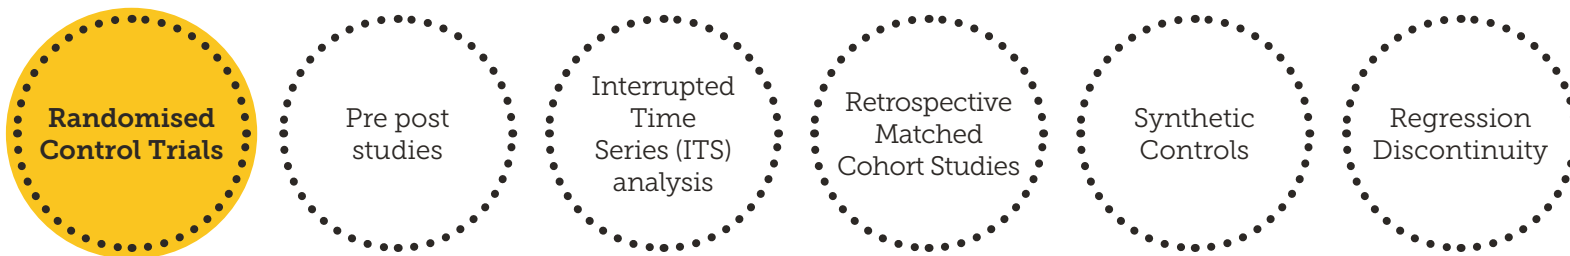 Randomised
Control Trials
Pre post
studies
Interrupted
Time
Series (ITS)
analysis
Retrospective
Matched
Cohort Studies
Synthetic
Controls
Regression
Discontinuity